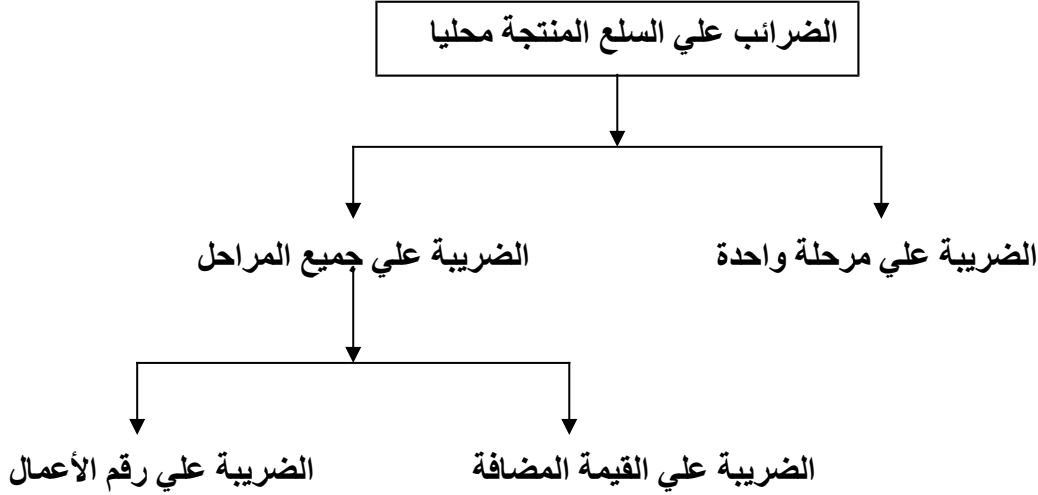 الضرائب علي السلع المنتجة محليا
الضريبة علي مرحلة واحدة
الضريبة علي جميع المراحل
الضريبة علي القيمة المضافة
الضريبة علي رقم الأعمال